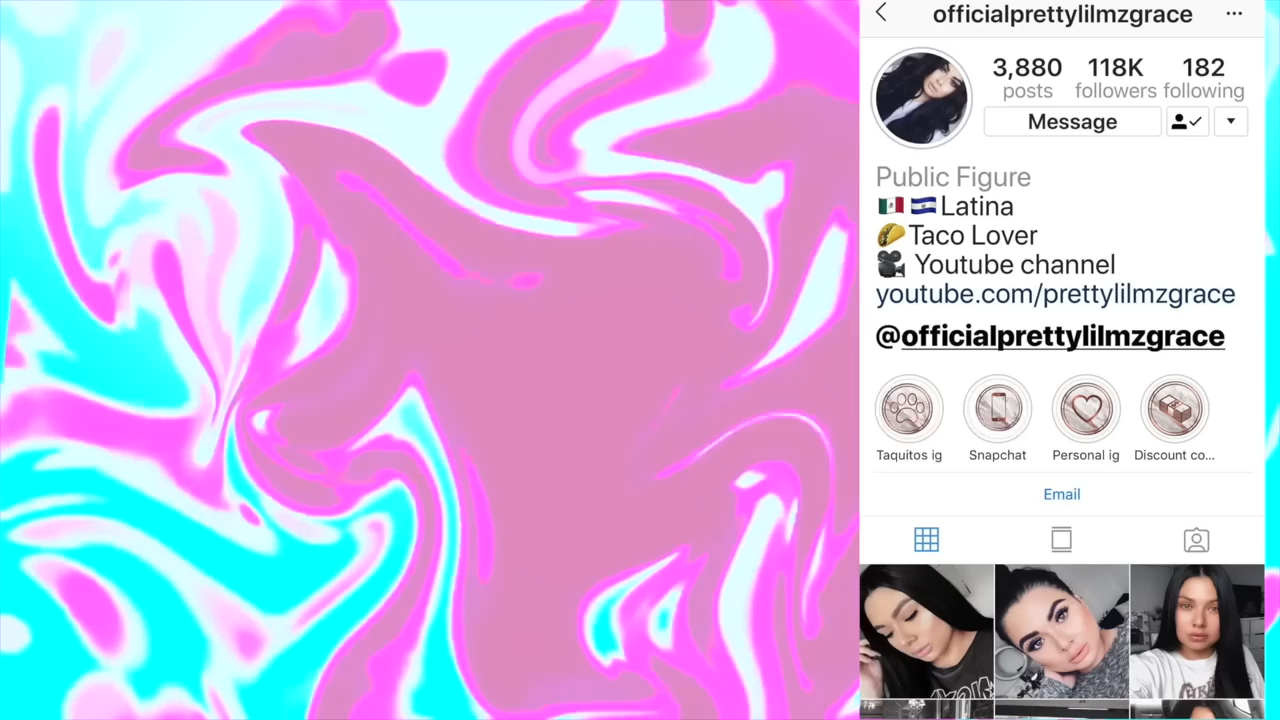 officialprettylilmzgrace ...
3,880 118K 182
posts followers following
Message
Public Figure
🇲🇽 🇸🇻Latina
🌮Taco Lover
🎥 Youtube channel
youtube.com/prettylilmzgrace
@officialprettylilmzgrace
Taquitos ig Snapchat Personal ig Discount co...
Email